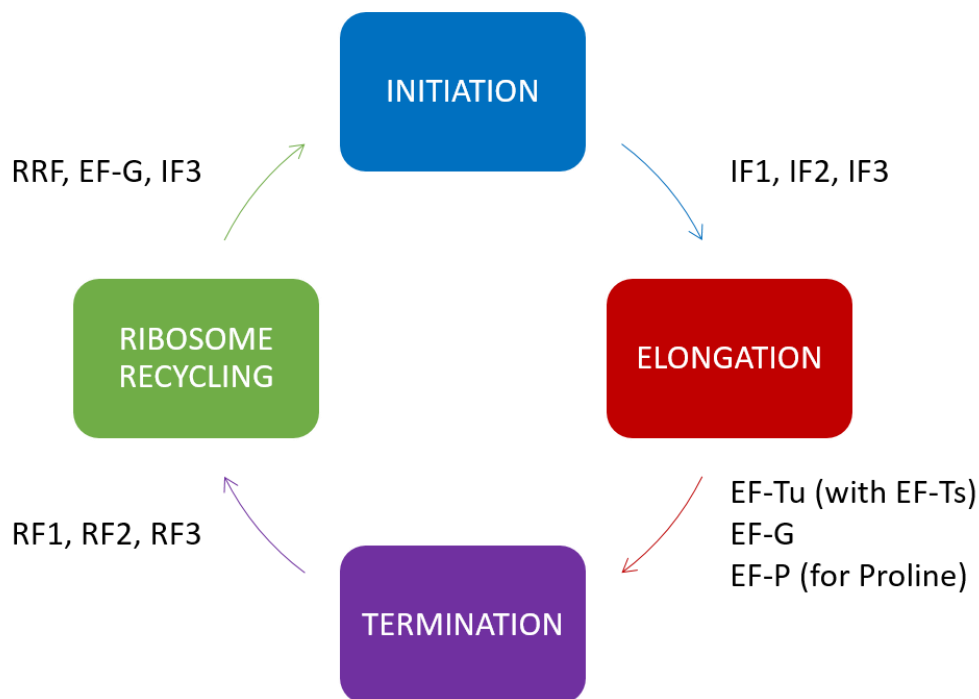 INITIATION
RRF, EF-G, IF3
IF1, IF2, IF3
RIBOSOME
RECYCLING
ELONGATION
EF-Tu (with EF-Ts)
EF-G
EF-P (for Proline)
RF1, RF2, RF3
TERMINATION